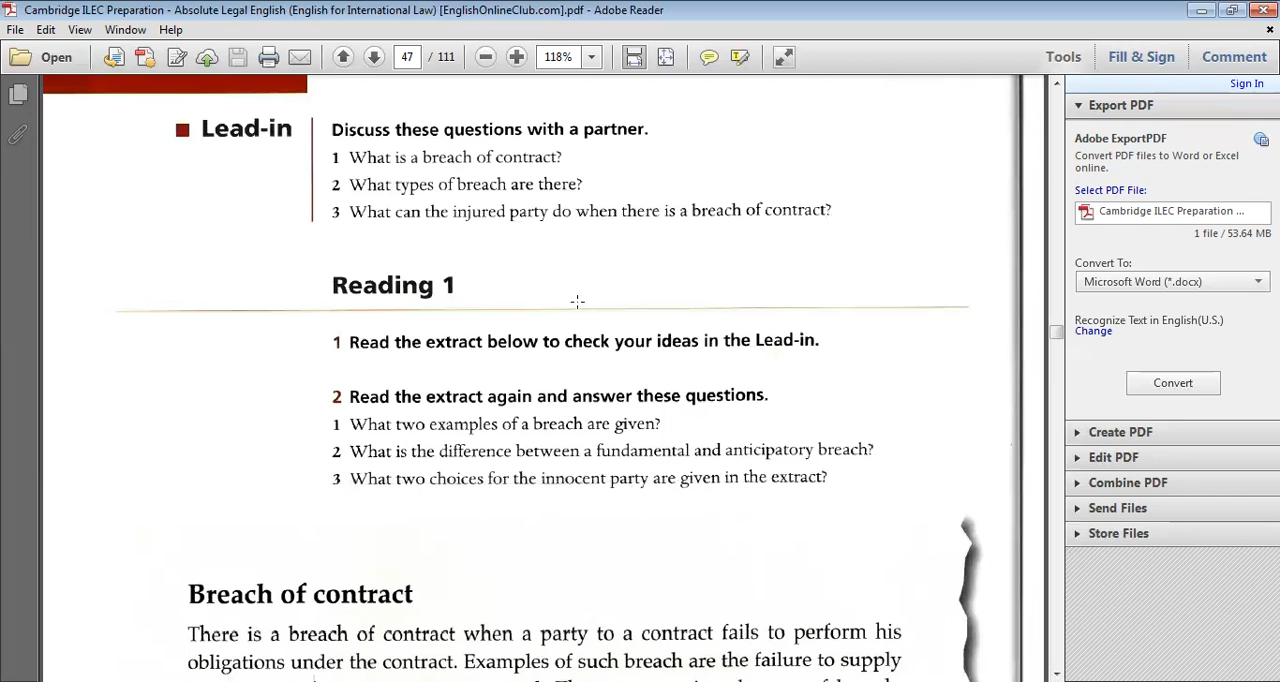 Cambridge ILEC Preparation - Absolute Legal English (English for International Law) [EnglishOnlineClub.com].pdf - Adobe Reader
File Edit View Window Help
Open 47 / 111 118% Tools Fill & Sign Comment
Sign In
Lead-in
Discuss these questions with a partner.
1 What is a breach of contract?
2 What types of breach are there?
3 What can the injured party do when there is a breach of contract?
Reading 1
1 Read the extract below to check your ideas in the Lead-in.
2 Read the extract again and answer these questions.
1 What two examples of a breach are given?
2 What is the difference between a fundamental and anticipatory breach?
3 What two choices for the innocent party are given in the extract?
Breach of contract
There is a breach of contract when a party to a contract fails to perform his
obligations under the contract. Examples of such breach are the failure to supply
Export PDF
Adobe ExportPDF
Convert PDF files to Word or Excel
online.
Select PDF File:
Cambridge ILEC Preparation ...
1 file / 53.64 MB
Convert To:
Microsoft Word (*.docx)
Recognize Text in English(U.S.)
Change
Convert
Create PDF
Edit PDF
Combine PDF
Send Files
Store Files